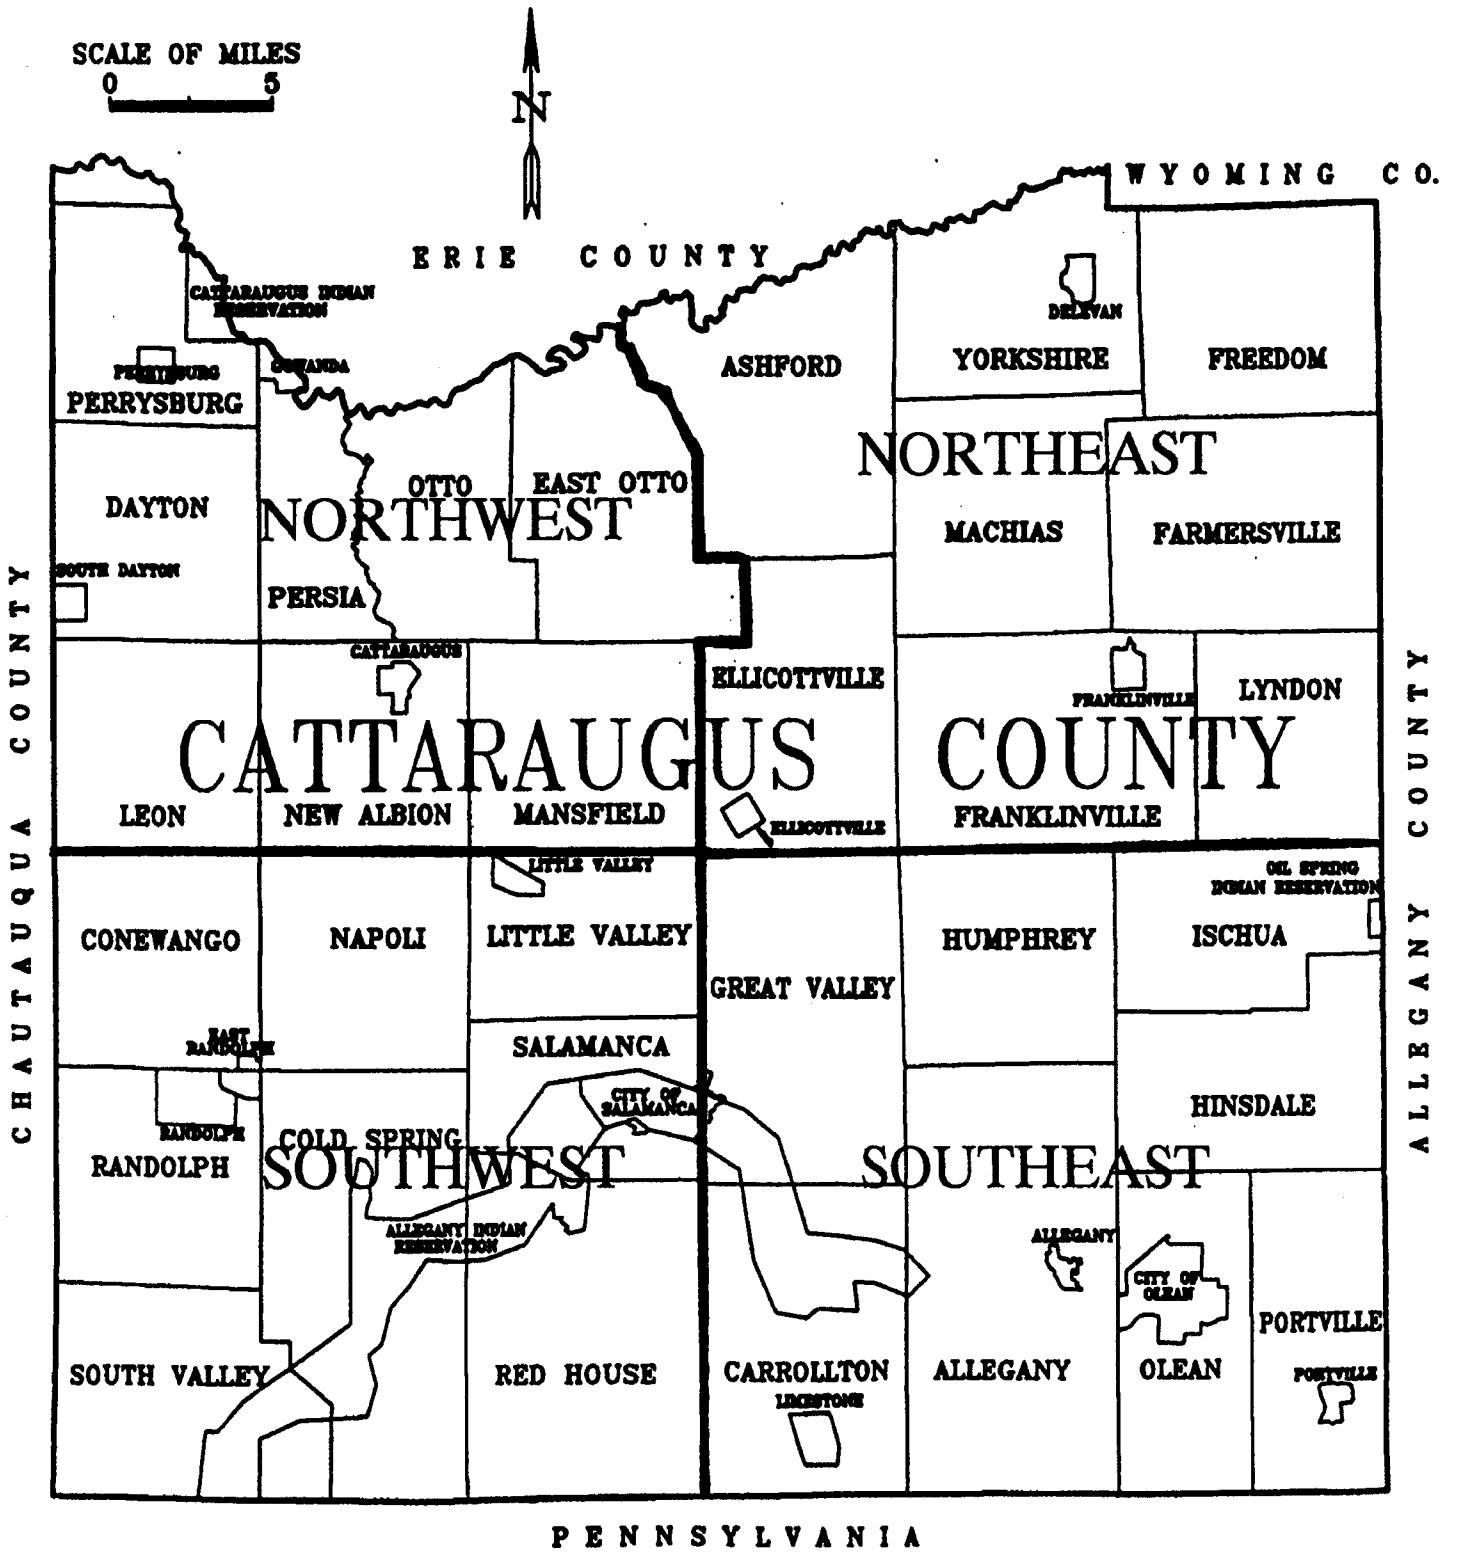 SCALE OF MILES
0 5
N
WYOMING CO.
ERIE COUNTY
CATTARAUGUS INDIAN
RESERVATION
DELEVAN
ASHFORD
YORKSHIRE
FREEDOM
GOWANDA
PERRYSBURG
PERRYSBURG
NORTHEAST
OTTO
EAST OTTO
DAYTON
NORTHWEST
MACHIAS
FARMERSVILLE
SOUTH DAYTON
PERSIA
CHAUTAUQUA COUNTY
CATTARAUGUS
ELLICOTTVILLE
FRANKLINVILLE
LYNDON
ALLEGANY COUNTY
CATTARAUGUS COUNTY
LEON
NEW ALBION
MANSFIELD
ELLICOTTVILLE
FRANKLINVILLE
LITTLE VALLEY
OIL SPRING
INDIAN RESERVATION
CONEWANGO
NAPOLI
LITTLE VALLEY
HUMPHREY
ISCHUA
GREAT VALLEY
EAST
RANDOLPH
SALAMANCA
CITY OF
SALAMANCA
HINSDALE
RANDOLPH
COLD SPRING
RANDOLPH
SOUTHWEST
SOUTHEAST
ALLEGANY INDIAN
RESERVATION
ALLEGANY
CITY OF
OLEAN
PORTVILLE
SOUTH VALLEY
RED HOUSE
CARROLLTON
ALLEGANY
OLEAN
PORTVILLE
LIMESTONE
PENNSYLVANIA